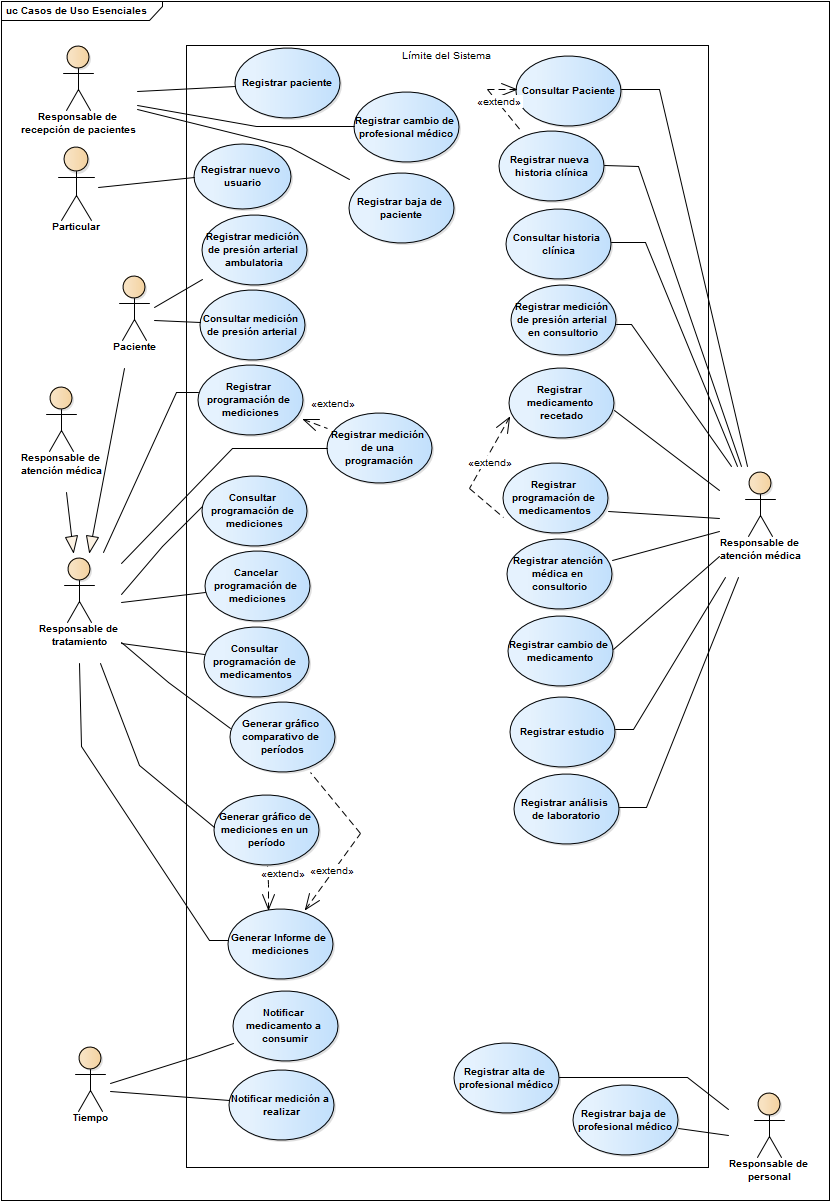 uc Casos de Uso Esenciales
Límite del Sistema
Responsable de
recepción de pacientes
Registrar paciente
Registrar cambio de
profesional médico
Registrar baja de
paciente
Particular
Registrar nuevo
usuario
Registrar medición
de presión arterial
ambulatoria
Paciente
Consultar medición
de presión arterial
Registrar
programación de
mediciones
«extend»
Registrar medición
de una
programación
Responsable de
atención médica
Consultar
programación de
mediciones
Cancelar
programación de
mediciones
Responsable de
tratamiento
Consultar
programación de
medicamentos
Generar gráfico
comparativo de
períodos
Generar gráfico de
mediciones en un
período
«extend»
«extend»
Generar Informe de
mediciones
Notificar
medicamento a
consumir
Tiempo
Notificar medición a
realizar
Consultar Paciente
«extend»
Registrar nueva
historia clínica
Consultar historia
clínica
Registrar medición
de presión arterial
en consultorio
Registrar
medicamento
recetado
«extend»
Registrar
programación de
medicamentos
Responsable de
atención médica
Registrar atención
médica en
consultorio
Registrar cambio de
medicamento
Registrar estudio
Registrar análisis
de laboratorio
Registrar alta de
profesional médico
Registrar baja de
profesional médico
Responsable de
personal